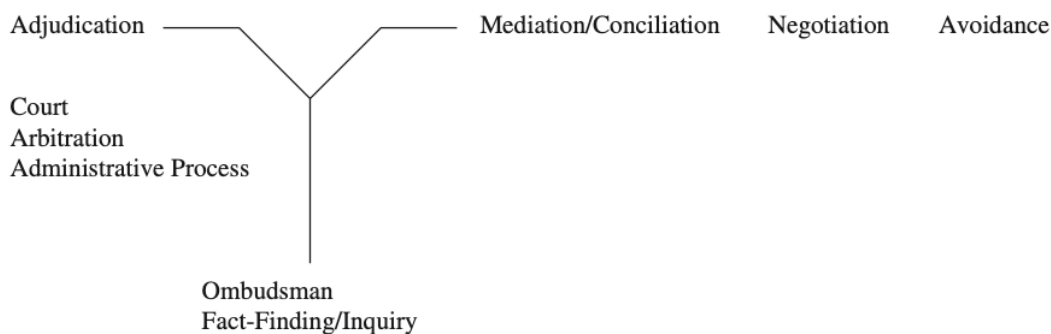 Adjudication Mediation/Conciliation Negotiation Avoidance
Court
Arbitration
Administrative Process
Ombudsman
Fact-Finding/Inquiry